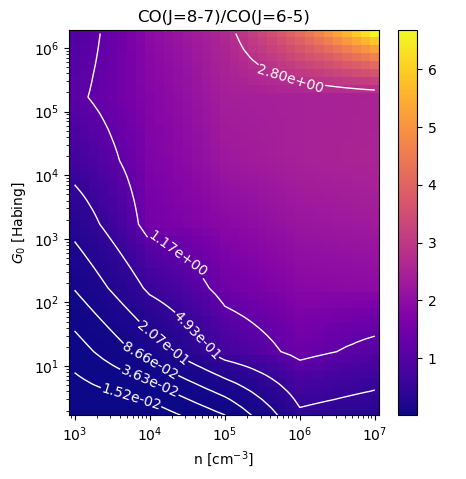 CO(J=8-7)/CO(J=6-5)
G₀ [Habing]
10⁶
10⁵
10⁴
10³
10²
10¹
2.80e+00
1.17e+00
4.93e-01
2.07e-01
8.66e-02
3.63e-02
1.52e-02
10³ 10⁴ 10⁵ 10⁶ 10⁷
n [cm⁻³]
6
5
4
3
2
1